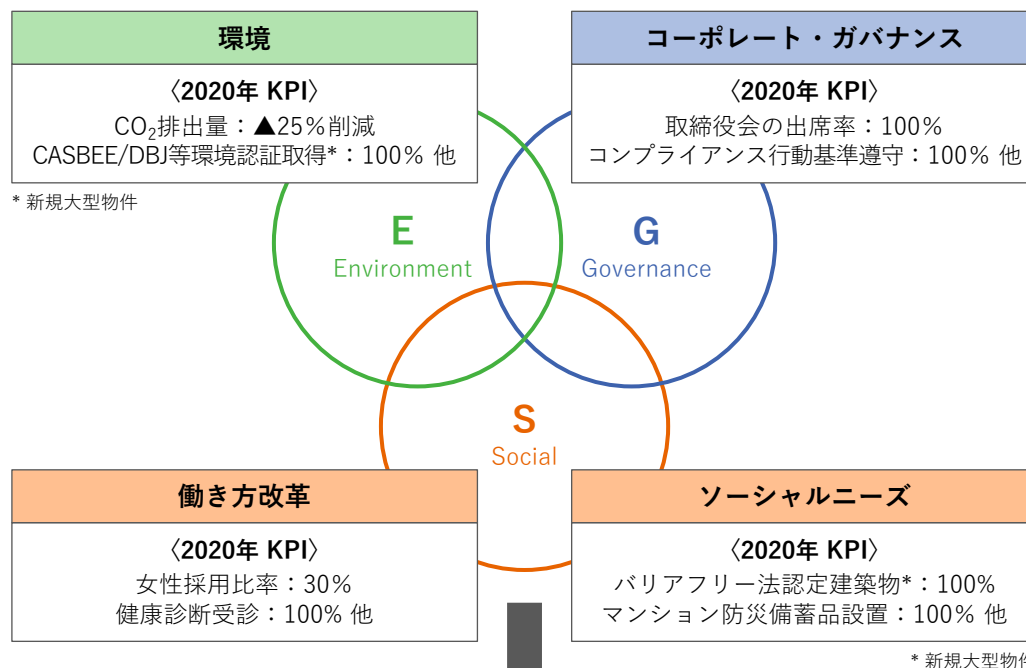 環境
〈2020年 KPI〉
CO₂排出量：▲25%削減
CASBEE/DBJ等環境認証取得*：100% 他
* 新規大型物件
コーポレート・ガバナンス
〈2020年 KPI〉
取締役会の出席率：100%
コンプライアンス行動基準遵守：100% 他
E
Environment
G
Governance
S
Social
働き方改革
〈2020年 KPI〉
女性採用比率：30%
健康診断受診：100% 他
ソーシャルニーズ
〈2020年 KPI〉
バリアフリー法認定建築物*：100%
マンション防災備蓄品設置：100% 他
* 新規大型物件